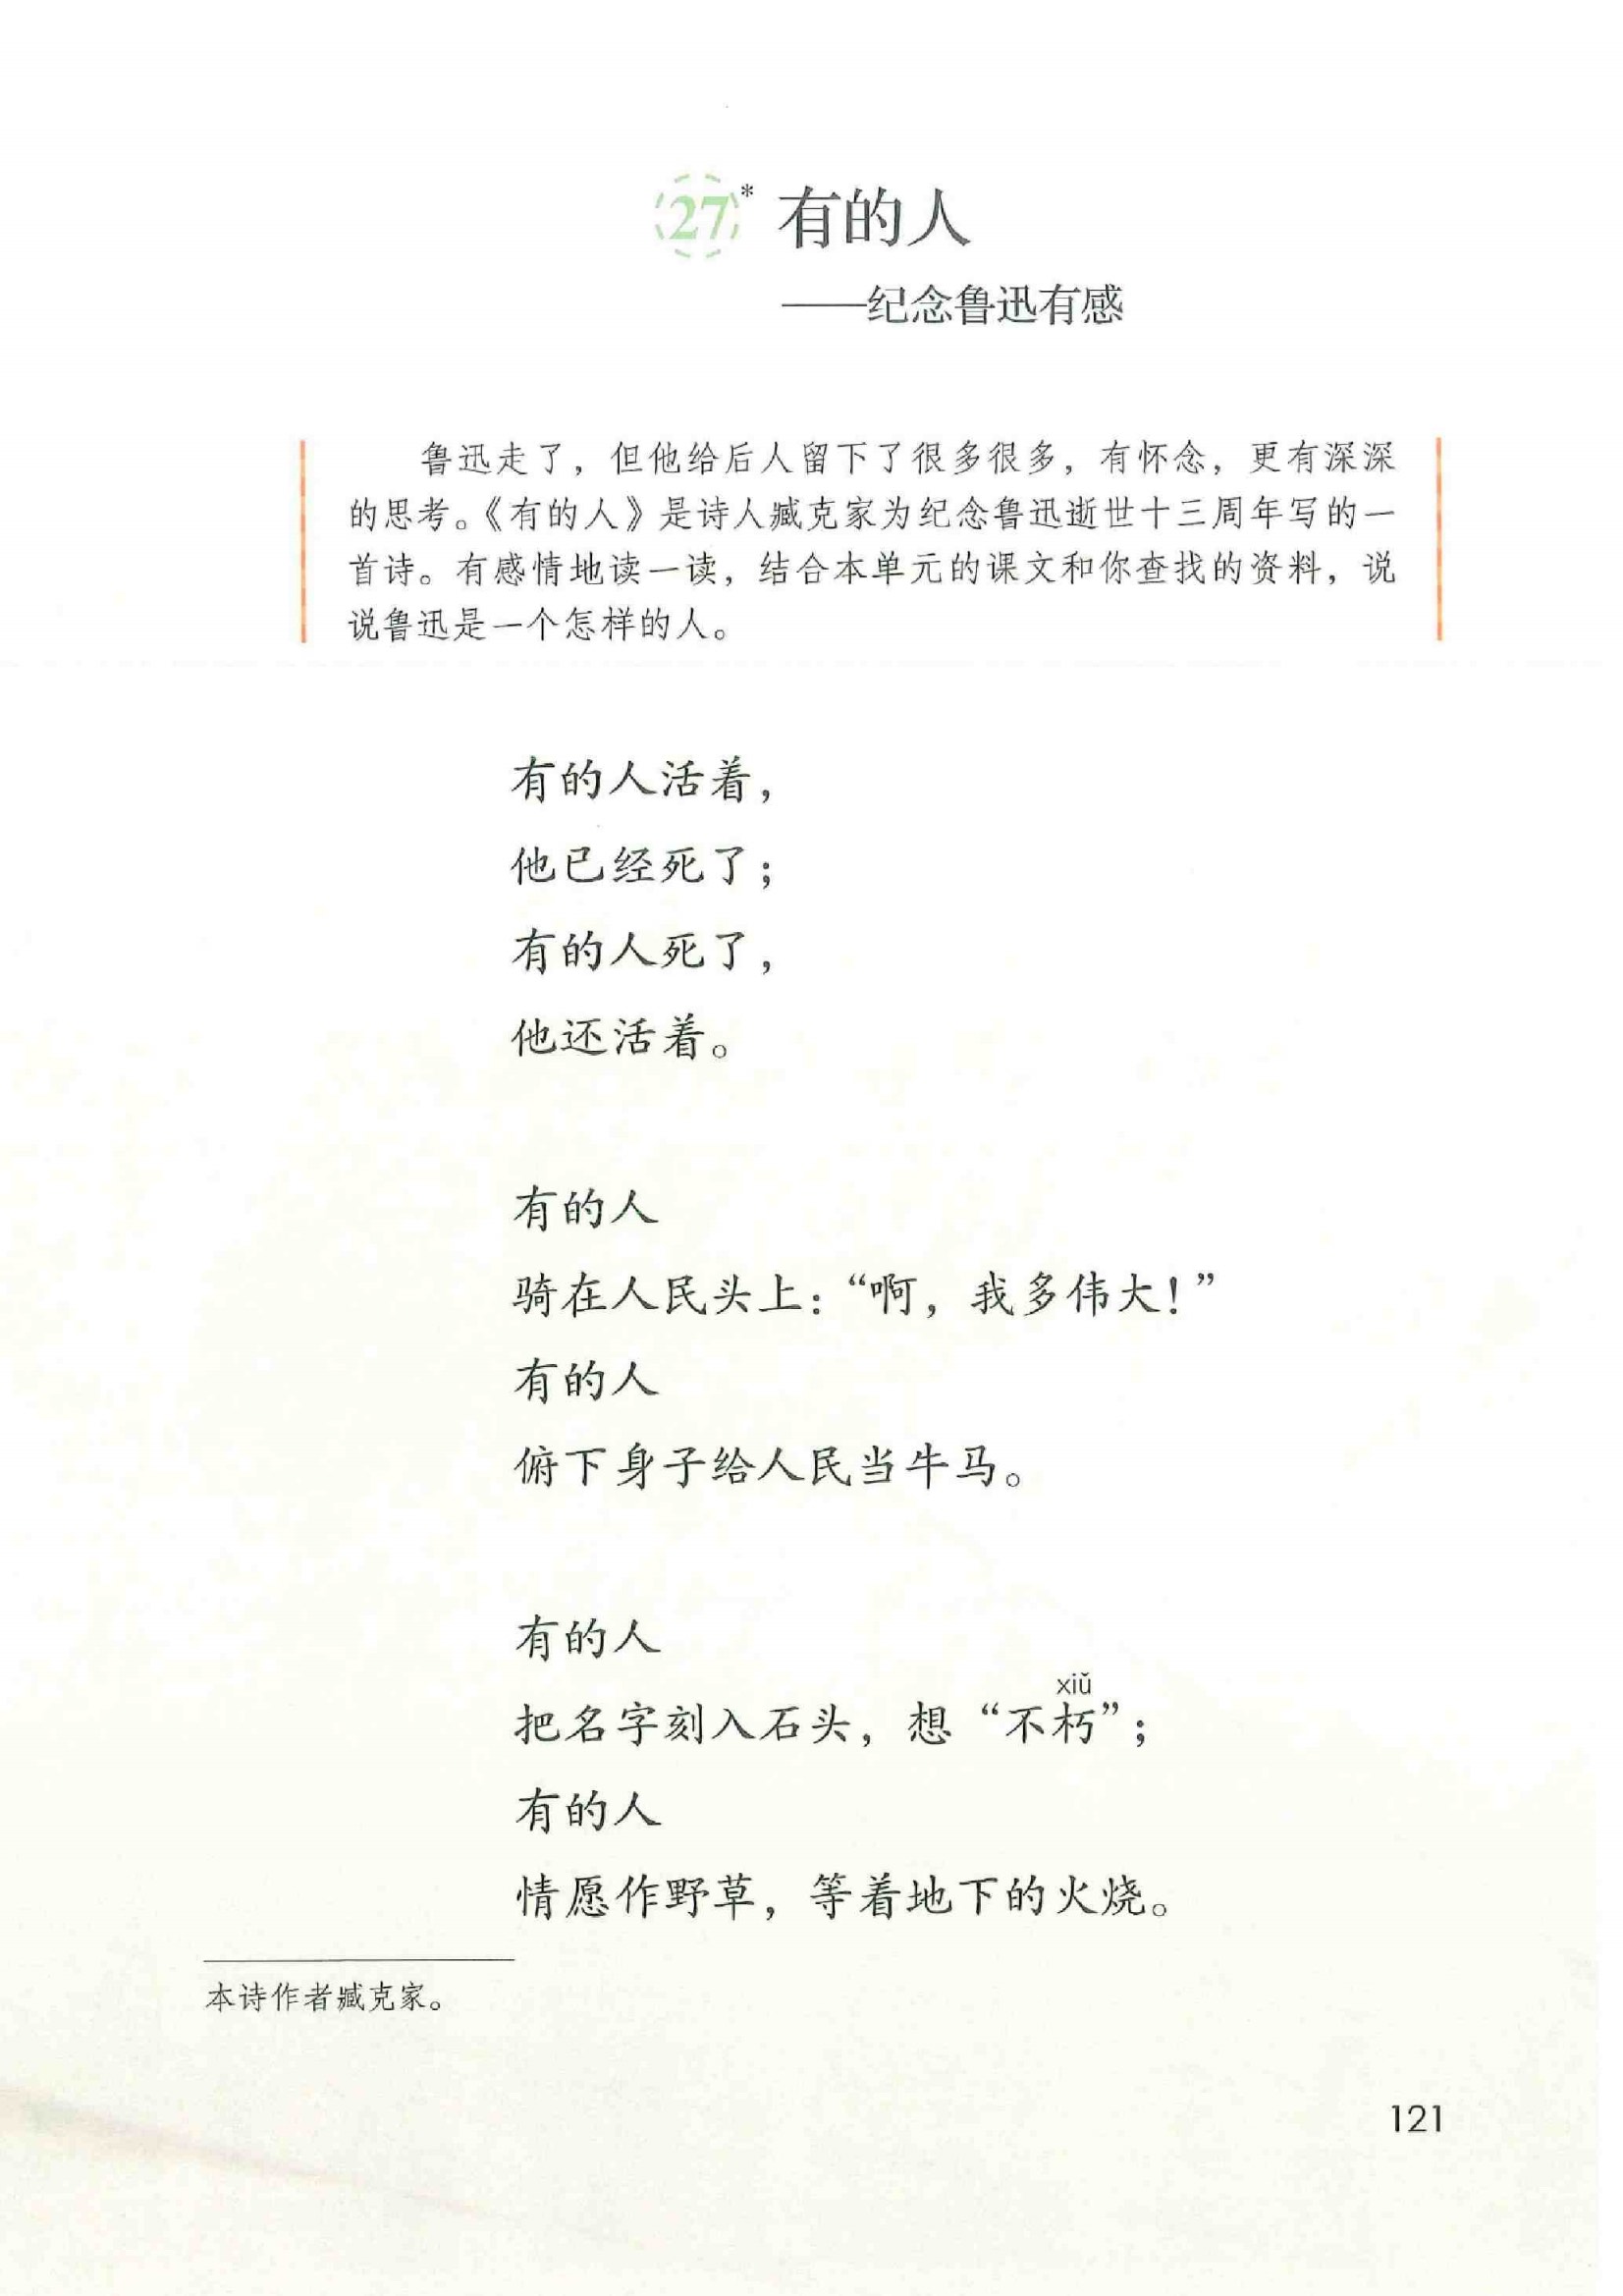 27* 有的人
——纪念鲁迅有感
鲁迅走了，但他给后人留下了很多很多，有怀念，更有深深
的思考。《有的人》是诗人臧克家为纪念鲁迅逝世十三周年写的一
首诗。有感情地读一读，结合本单元的课文和你查找的资料，说
说鲁迅是一个怎样的人。
有的人活着，
他已经死了；
有的人死了，
他还活着。
有的人
骑在人民头上：“啊，我多伟大！”
有的人
俯下身子给人民当牛马。
有的人
xiǔ
把名字刻入石头，想“不朽”；
有的人
情愿作野草，等着地下的火烧。
本诗作者臧克家。
121